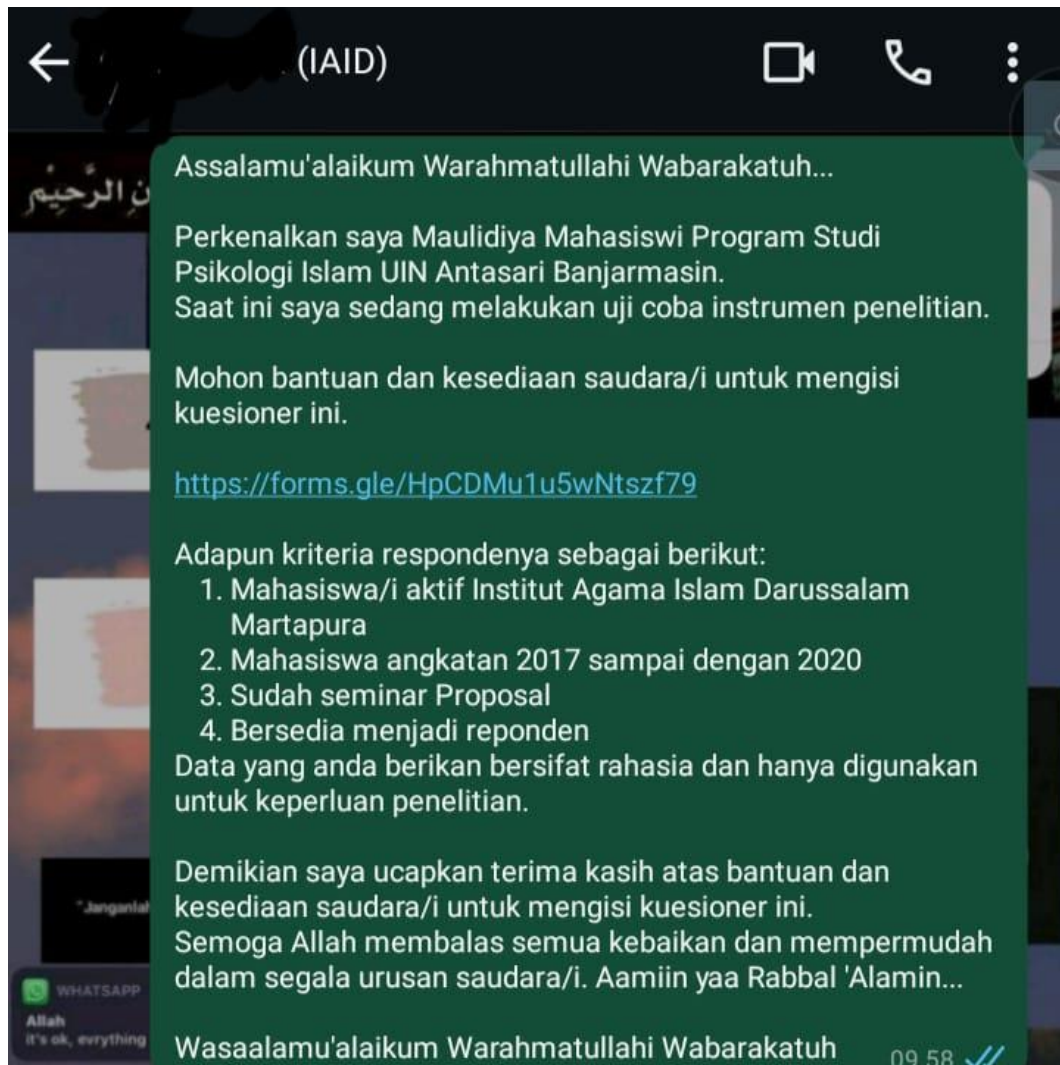 (IAID)
Assalamu'alaikum Warahmatullahi Wabarakatuh...
Perkenalkan saya Maulidiya Mahasiswi Program Studi
Psikologi Islam UIN Antasari Banjarmasin.
Saat ini saya sedang melakukan uji coba instrumen penelitian.
Mohon bantuan dan kesediaan saudara/i untuk mengisi
kuesioner ini.
https://forms.gle/HpCDMu1u5wNtszf79
Adapun kriteria respondenya sebagai berikut:
1. Mahasiswa/i aktif Institut Agama Islam Darussalam
Martapura
2. Mahasiswa angkatan 2017 sampai dengan 2020
3. Sudah seminar Proposal
4. Bersedia menjadi reponden
Data yang anda berikan bersifat rahasia dan hanya digunakan
untuk keperluan penelitian.
Demikian saya ucapkan terima kasih atas bantuan dan
kesediaan saudara/i untuk mengisi kuesioner ini.
Semoga Allah membalas semua kebaikan dan mempermudah
dalam segala urusan saudara/i. Aamiin yaa Rabbal 'Alamin...
Wasaalamu'alaikum Warahmatullahi Wabarakatuh
09.58
الرَّحِيْمِ
"Janganlah
WHATSAPP
Allah
it's ok, evrything